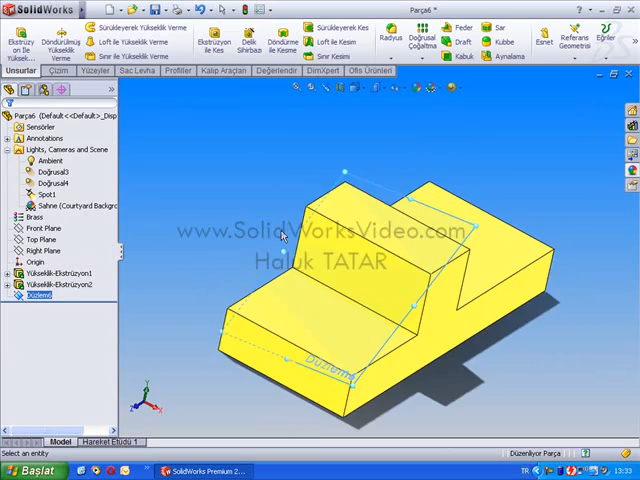 SolidWorks
Parça6 *
Ekstrüzyon İle Yükseklik Verme
Döndürülmüş Yükseklik Verme
Sürükleyerek Yükseklik Verme
Loft ile Yükseklik Verme
Sınır ile Yükseklik Verme
Ekstrüzyon ile Kes
Delik Sihirbazı
Döndürme ile Kesme
Sürükleyerek Kes
Loft ile Kesim
Sınır Kesim
Radyus
Doğrusal Çoğaltma
Feder
Draft
Kabuk
Sar
Kubbe
Aynalama
Esnet
Referans Geometrisi
Eğriler
Unsurlar
Çizim
Yüzeyler
Sac Levha
Profiller
Kalıp Araçları
Değerlendir
DimXpert
Ofis Ürünleri
Parça6 (Default<<Default>_Disp
Sensörler
Annotations
Lights, Cameras and Scene
Ambient
Doğrusal3
Doğrusal4
Spot1
Sahne (Courtyard Backgro
Brass
Front Plane
Top Plane
Right Plane
Origin
Yükseklik-Ekstrüzyon1
Yükseklik-Ekstrüzyon2
Düzlem6
www.SolidWorksVideo.com
Haluk TATAR
Düzlem6
Y
X
Z
Model
Hareket Etüdü 1
Select an entity
Düzenliyor Parça
Başlat
SolidWorks Premium 2...
TR
13:33